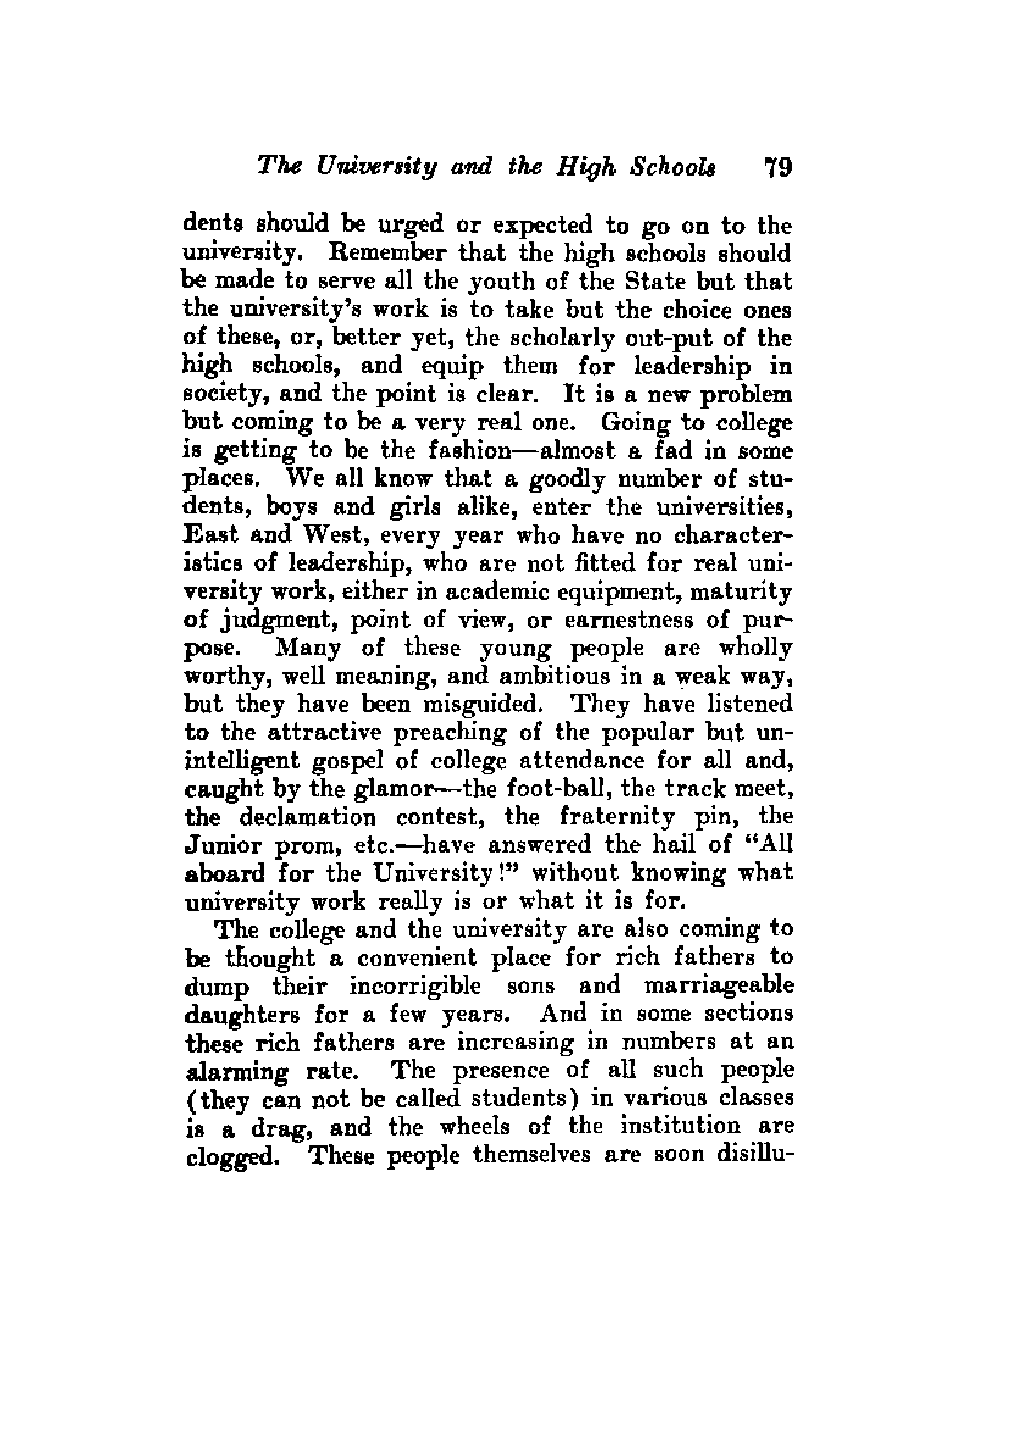 The University and the High Schools 79
dents should be urged or expected to go on to the
university. Remember that the high schools should
be made to serve all the youth of the State but that
the university's work is to take but the choice ones
of these, or, better yet, the scholarly out-put of the
high schools, and equip them for leadership in
society, and the point is clear. It is a new problem
but coming to be a very real one. Going to college
is getting to be the fashion—almost a fad in some
places. We all know that a goodly number of stu-
dents, boys and girls alike, enter the universities,
East and West, every year who have no character-
istics of leadership, who are not fitted for real uni-
versity work, either in academic equipment, maturity
of judgment, point of view, or earnestness of pur-
pose. Many of these young people are wholly
worthy, well meaning, and ambitious in a weak way,
but they have been misguided. They have listened
to the attractive preaching of the popular but un-
intelligent gospel of college attendance for all and,
caught by the glamor—the foot-ball, the track meet,
the declamation contest, the fraternity pin, the
Junior prom, etc.—have answered the hail of "All
aboard for the University!" without knowing what
university work really is or what it is for.
The college and the university are also coming to
be thought a convenient place for rich fathers to
dump their incorrigible sons and marriageable
daughters for a few years. And in some sections
these rich fathers are increasing in numbers at an
alarming rate. The presence of all such people
(they can not be called students) in various classes
is a drag, and the wheels of the institution are
clogged. These people themselves are soon disillu-